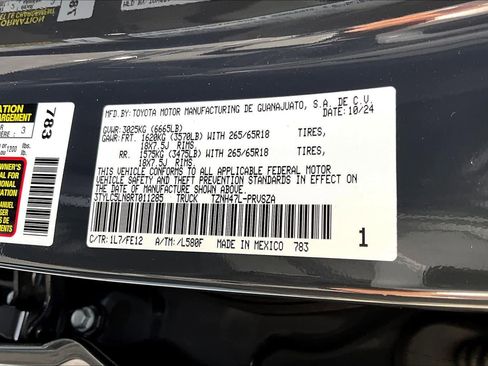 MFD.BY:TOYOTA MOTOR MANUFACTURING DE GUANAJUATO, S.A. DE C.V.
DATE:10/24
GVWR: 3025KG (6665LB)
GAWR:FRT. 1620KG (3570LB) WITH 265/65R18 TIRES,
18X7.5J RIMS.
RR. 1575KG (3475LB) WITH 265/65R18 TIRES,
18X7.5J RIMS.
THIS VEHICLE CONFORMS TO ALL APPLICABLE FEDERAL MOTOR
VEHICLE SAFETY AND THEFT PREVENTION STANDARDS IN EFFECT ON
THE DATE OF MANUFACTURE SHOWN ABOVE.
3TYLC5LN8RT011285 TRUCK TZNH47L-PRVSZA
C/TR:1L7/FE12 A/TM:/L580F MADE IN MEXICO 783
1
783
3
lbs.
lb.